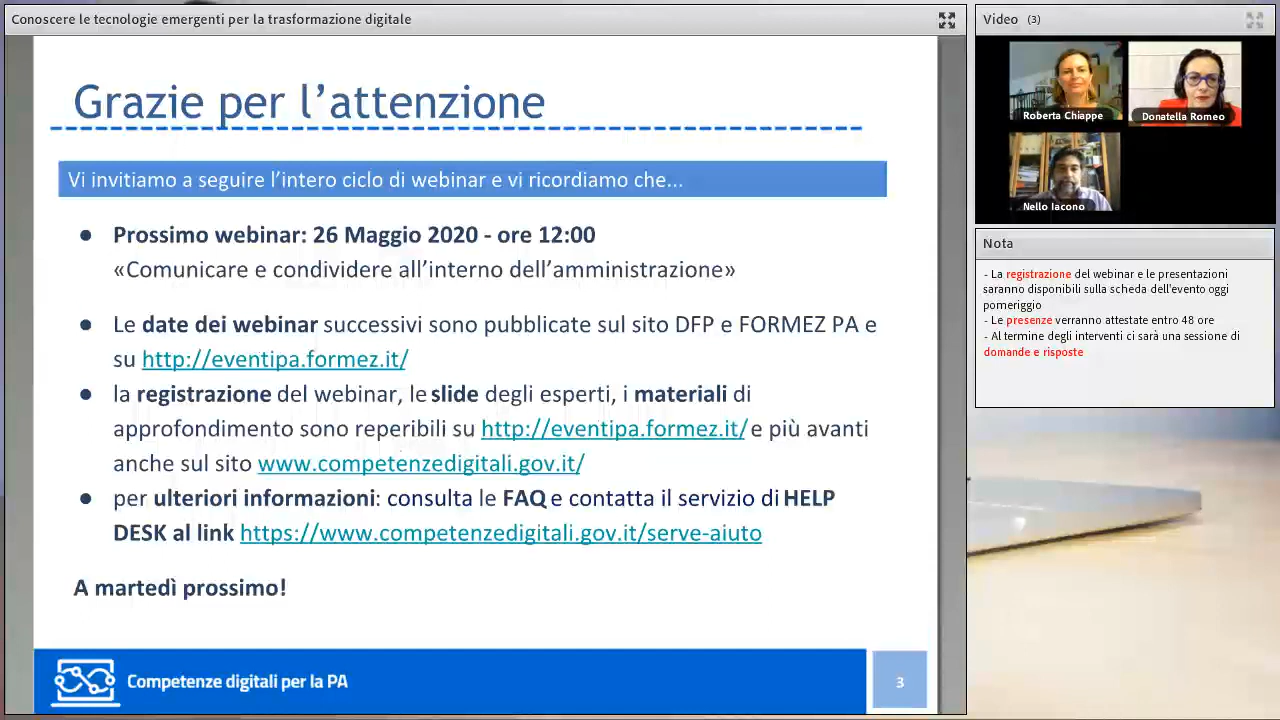 Conoscere le tecnologie emergenti per la trasformazione digitale
Grazie per l'attenzione
Vi invitiamo a seguire l'intero ciclo di webinar e vi ricordiamo che...
● Prossimo webinar: 26 Maggio 2020 - ore 12:00
«Comunicare e condividere all'interno dell'amministrazione»
● Le date dei webinar successivi sono pubblicate sul sito DFP e FORMEZ PA e
su http://eventipa.formez.it/
● la registrazione del webinar, le slide degli esperti, i materiali di
approfondimento sono reperibili su http://eventipa.formez.it/ e più avanti
anche sul sito www.competenzedigitali.gov.it/
● per ulteriori informazioni: consulta le FAQ e contatta il servizio di HELP
DESK al link https://www.competenzedigitali.gov.it/serve-aiuto
A martedì prossimo!
Competenze digitali per la PA
3
Video (3)
Roberta Chiappe
Donatella Romeo
Nello Iacono
Nota
- La registrazione del webinar e le presentazioni
saranno disponibili sulla scheda dell'evento oggi
pomeriggio
- Le presenze verranno attestate entro 48 ore
- Al termine degli interventi ci sarà una sessione di
domande e risposte